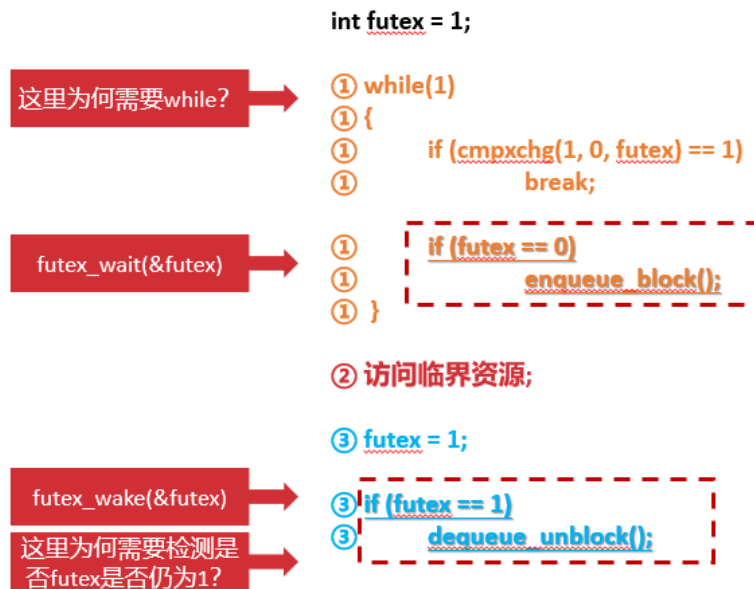 int futex = 1;
这里为何需要while?
① while(1)
① {
① if (cmpxchg(1, 0, futex) == 1)
① break;
futex_wait(&futex)
① if (futex == 0)
① enqueue_block();
① }
② 访问临界资源;
③ futex = 1;
futex_wake(&futex)
③ if (futex == 1)
③ dequeue_unblock();
这里为何需要检测是
否futex是否仍为1?